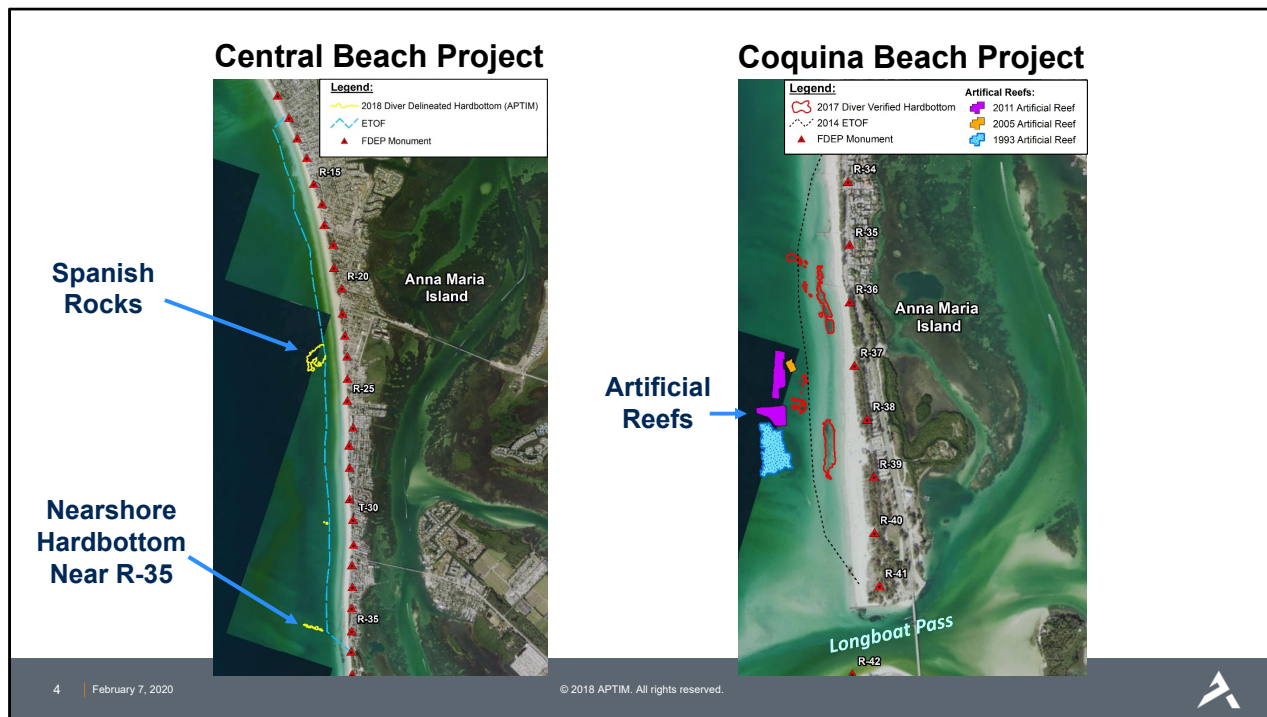 Central Beach Project
Legend:
2018 Diver Delineated Hardbottom (APTIM)
ETOF
FDEP Monument
R-15
R-20
Anna Maria
Island
R-25
T-30
R-35
Spanish
Rocks
Nearshore
Hardbottom
Near R-35
Coquina Beach Project
Legend:
2017 Diver Verified Hardbottom
2014 ETOF
FDEP Monument
Artifical Reefs:
2011 Artificial Reef
2005 Artificial Reef
1993 Artificial Reef
R-34
R-35
R-36
Anna Maria
Island
R-37
R-38
R-39
R-40
R-41
Longboat Pass
R-42
Artificial
Reefs
4 February 7, 2020 © 2018 APTIM. All rights reserved.